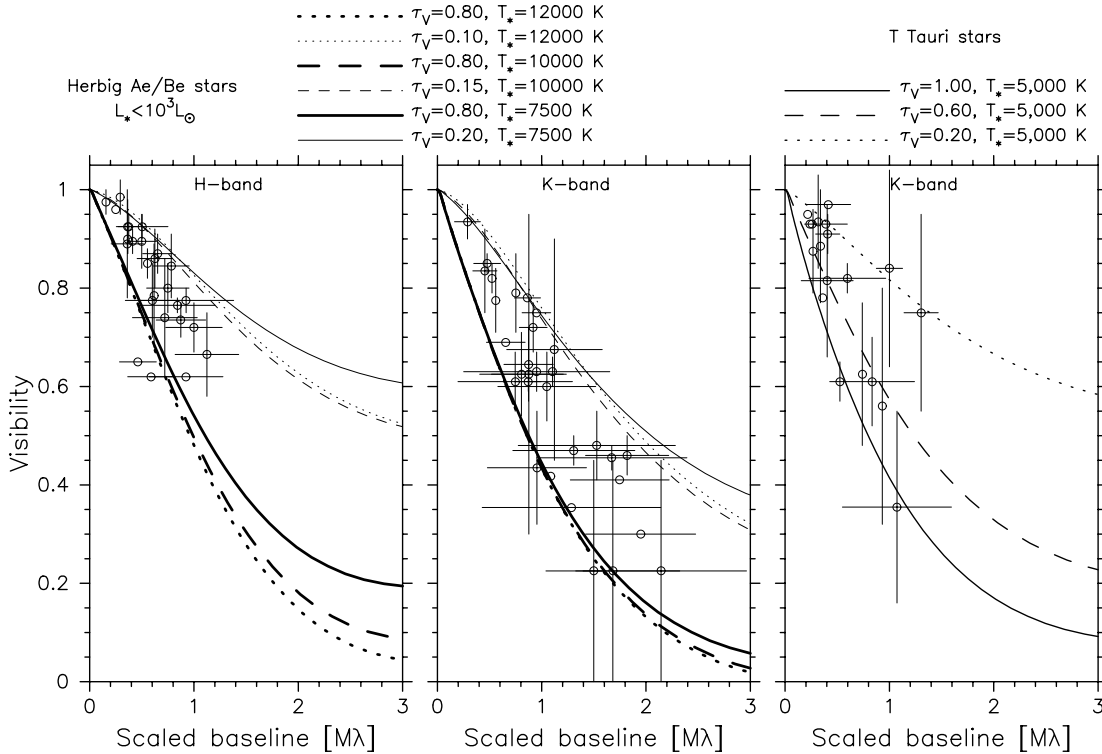 τV=0.80, T*=12000 K
τV=0.10, T*=12000 K
τV=0.80, T*=10000 K
τV=0.15, T*=10000 K
τV=0.80, T*=7500 K
τV=0.20, T*=7500 K
Herbig Ae/Be stars
L*<10³L⊙
T Tauri stars
τV=1.00, T*=5,000 K
τV=0.60, T*=5,000 K
τV=0.20, T*=5,000 K
H-band
K-band
K-band
Visibility
1
0.8
0.6
0.4
0.2
0
0 1 2 3
0 1 2 3
0 1 2 3
Scaled baseline [Mλ]
Scaled baseline [Mλ]
Scaled baseline [Mλ]